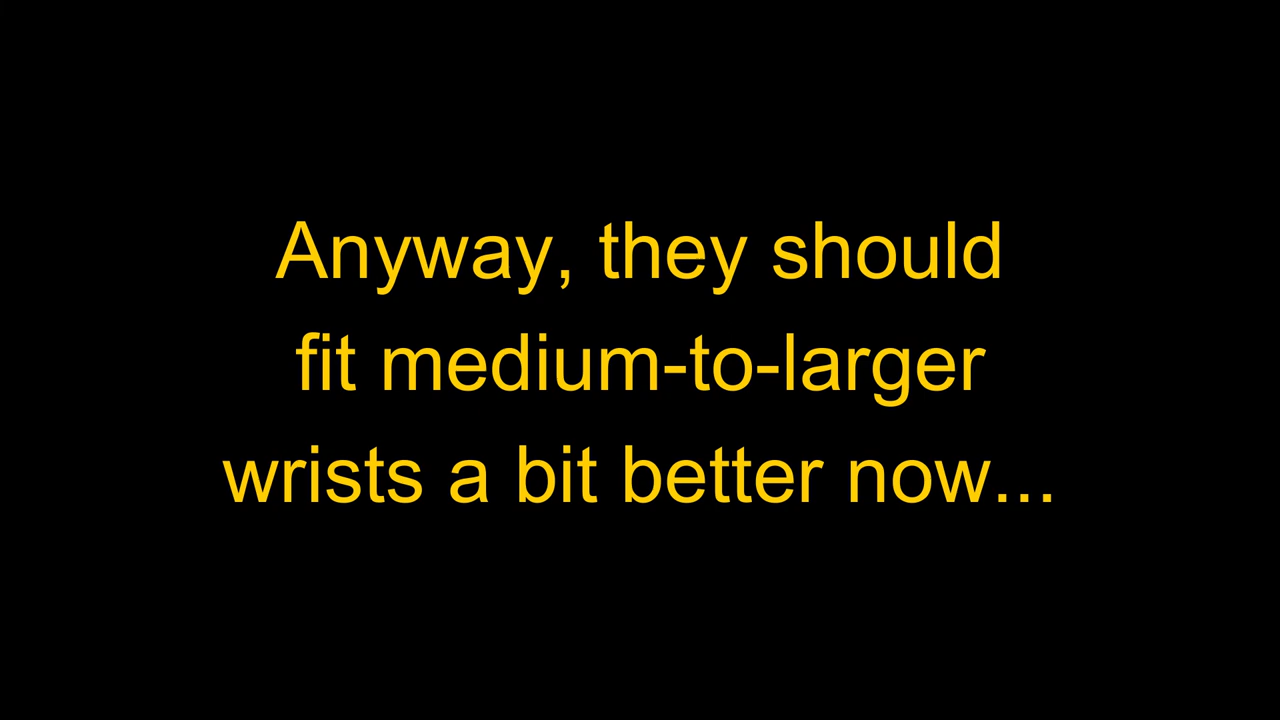 Anyway, they should
fit medium-to-larger
wrists a bit better now...